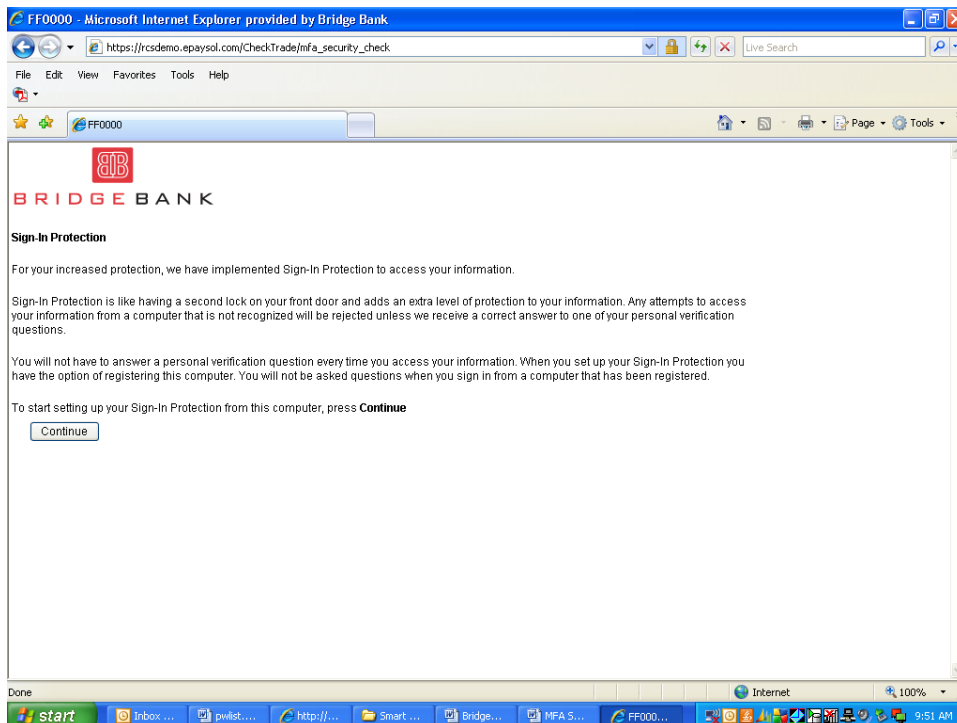 FF0000 - Microsoft Internet Explorer provided by Bridge Bank
https://rcsdemo.epaysol.com/CheckTrade/mfa_security_check
Live Search
File Edit View Favorites Tools Help
FF0000
Page Tools
BRIDGE BANK
Sign-In Protection
For your increased protection, we have implemented Sign-In Protection to access your information.
Sign-In Protection is like having a second lock on your front door and adds an extra level of protection to your information. Any attempts to access
your information from a computer that is not recognized will be rejected unless we receive a correct answer to one of your personal verification
questions.
You will not have to answer a personal verification question every time you access your information. When you set up your Sign-In Protection you
have the option of registering this computer. You will not be asked questions when you sign in from a computer that has been registered.
To start setting up your Sign-In Protection from this computer, press Continue
Continue
Done Internet 100%
start Inbox ... pwlist.... http://... Smart ... Bridge... MFA S... FF000... 9:51 AM